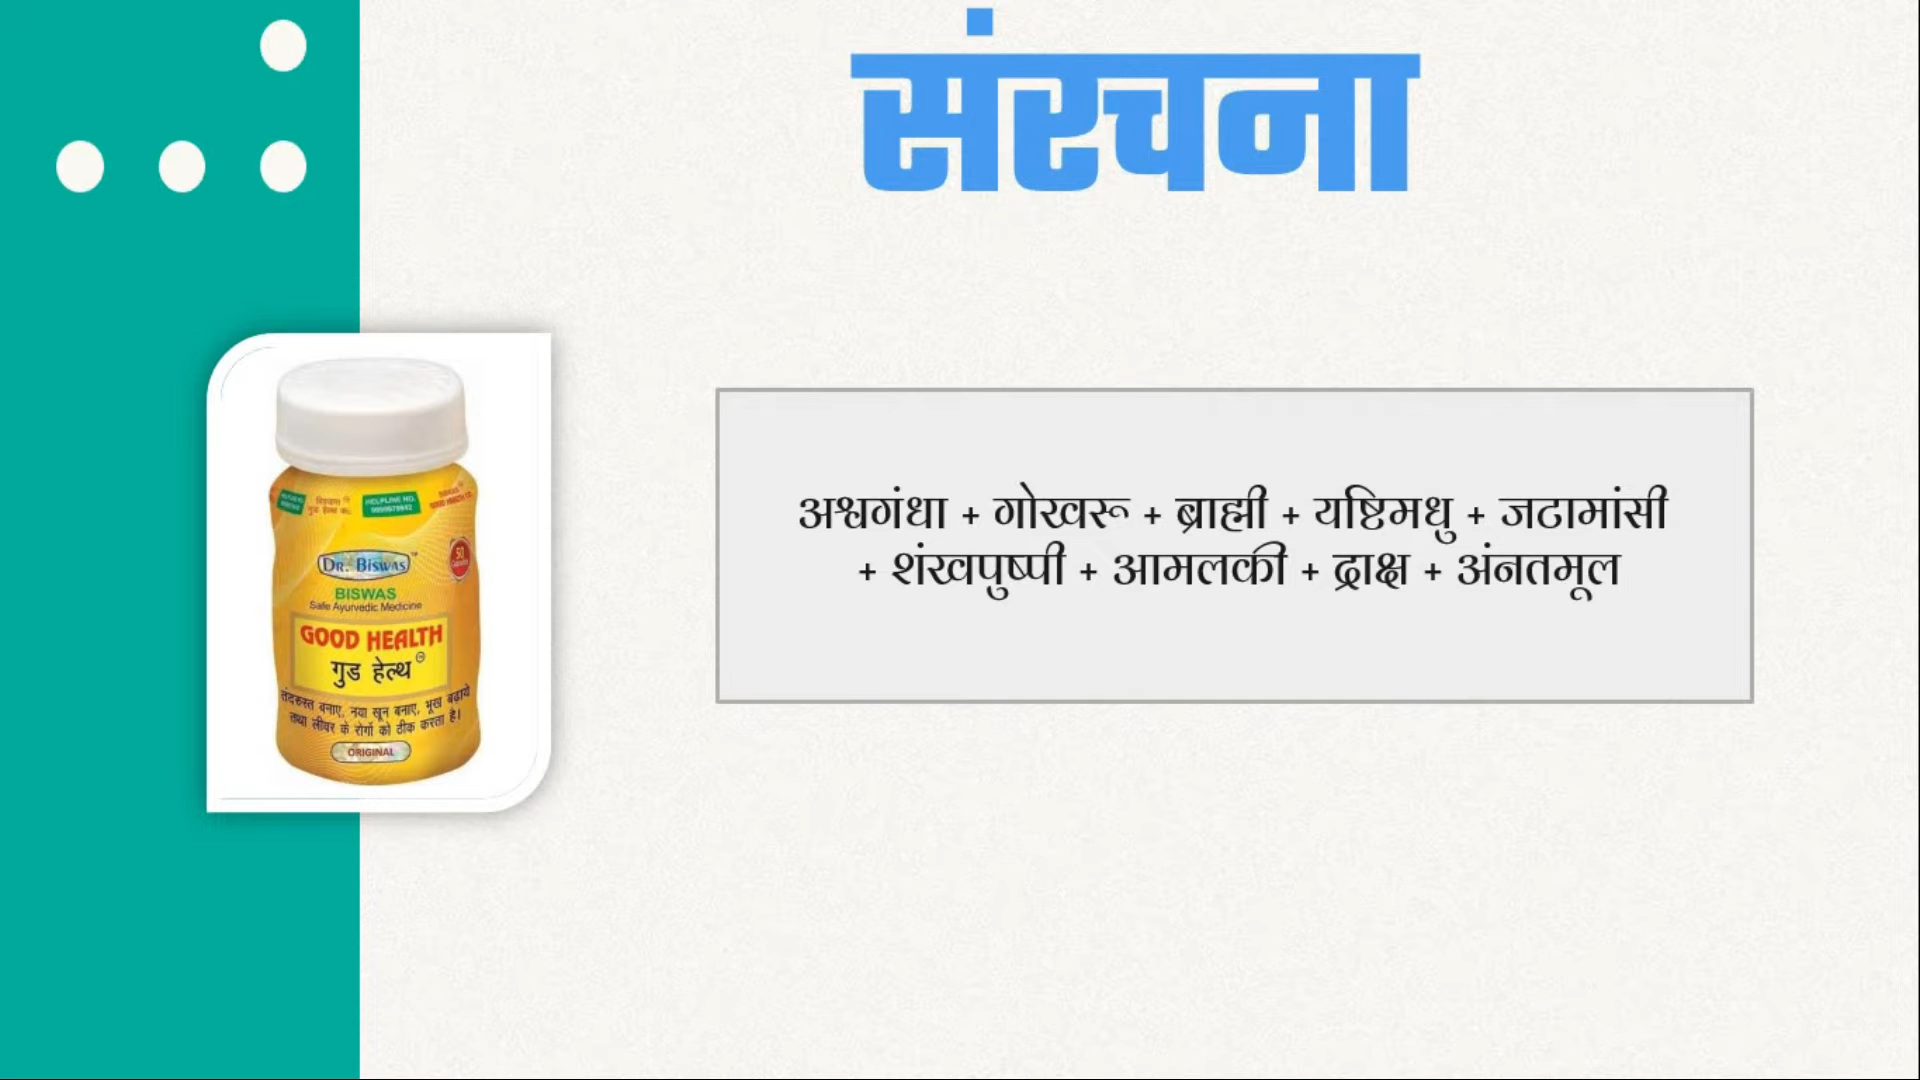 संरचना
अश्वगंधा + गोखरू + ब्राह्मी + यष्टिमधु + जटामांसी
+ शंखपुष्पी + आमलकी + द्राक्ष + अंनतमूल
HELPLINE NO.
50
DR. BISWAS
BISWAS
Safe Ayurvedic Medicine
GOOD HEALTH
गुड हेल्थ
तंदरुस्त बनाए, नया खून बनाए, भूख बढ़ाये
तथा लीवर के रोगों को ठीक करता है।
ORIGINAL